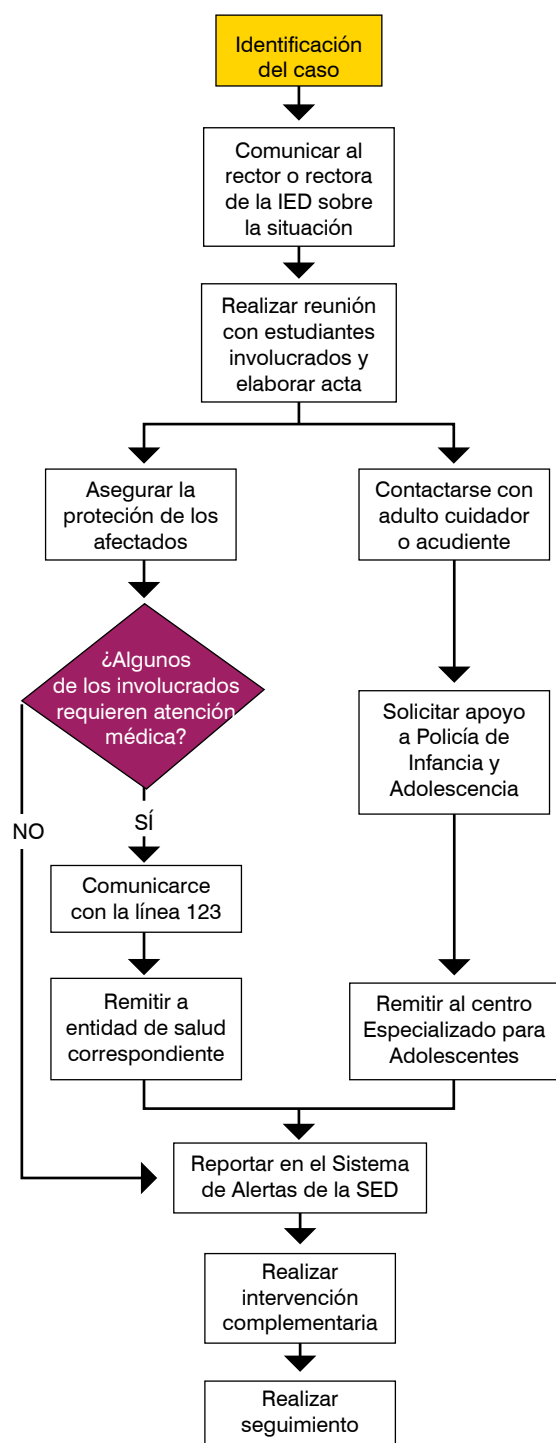 Identificación
del caso
Comunicar al
rector o rectora
de la IED sobre
la situación
Realizar reunión
con estudiantes
involucrados y
elaborar acta
Asegurar la
proteción de los
afectados
Contactarse con
adulto cuidador
o acudiente
¿Algunos
de los involucrados
requieren atención
médica?
Solicitar apoyo
a Policía de
Infancia y
Adolescencia
NO
SÍ
Comunicarce
con la línea 123
Remitir a
entidad de salud
correspondiente
Remitir al centro
Especializado para
Adolescentes
Reportar en el Sistema
de Alertas de la SED
Realizar
intervención
complementaria
Realizar
seguimiento